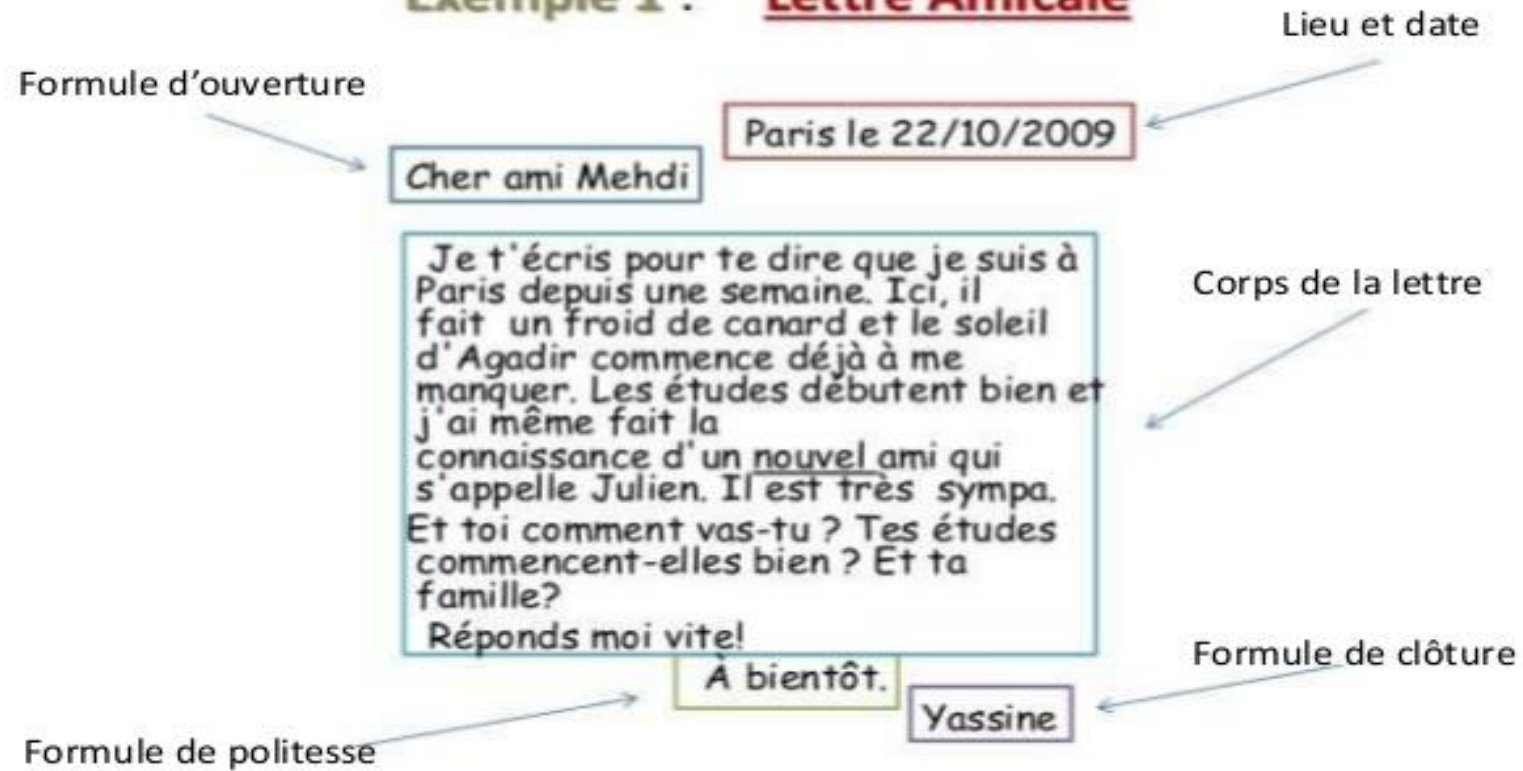 Exemple 1 : Lettre Amicale
Lieu et date
Formule d'ouverture
Paris le 22/10/2009
Cher ami Mehdi
Je t'écris pour te dire que je suis à
Paris depuis une semaine. Ici, il
fait un froid de canard et le soleil
d'Agadir commence déjà à me
manquer. Les études débutent bien et
j'ai même fait la
connaissance d'un nouvel ami qui
s'appelle Julien. Il est très sympa.
Et toi comment vas-tu ? Tes études
commencent-elles bien ? Et ta
famille?
Réponds moi vite!
Corps de la lettre
À bientôt.
Yassine
Formule de clôture
Formule de politesse